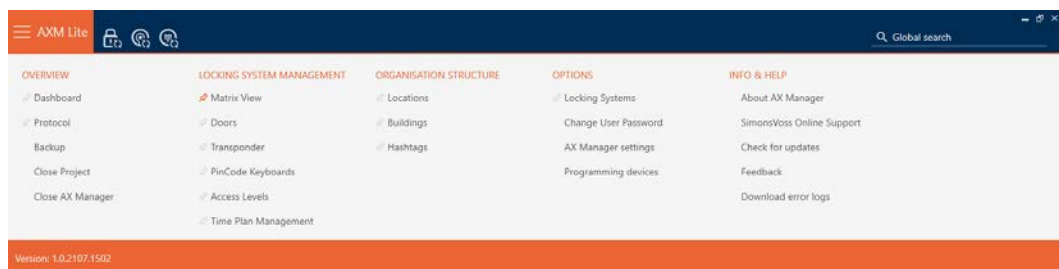 AXM Lite
Global search
OVERVIEW
Dashboard
Protocol
Backup
Close Project
Close AX Manager
LOCKING SYSTEM MANAGEMENT
Matrix View
Doors
Transponder
PinCode Keyboards
Access Levels
Time Plan Management
ORGANISATION STRUCTURE
Locations
Buildings
Hashtags
OPTIONS
Locking Systems
Change User Password
AX Manager settings
Programming devices
INFO & HELP
About AX Manager
SimonsVoss Online Support
Check for updates
Feedback
Download error logs
Version: 1.0.2107.1502